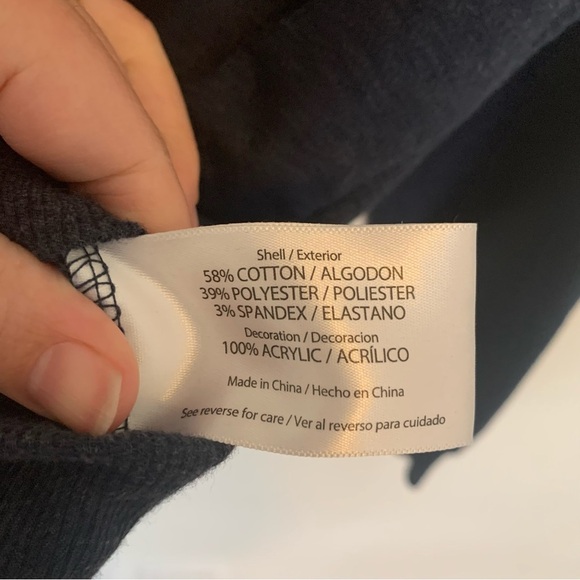 Shell / Exterior
58% COTTON / ALGODON
39% POLYESTER / POLIESTER
3% SPANDEX / ELASTANO
Decoration / Decoracion
100% ACRYLIC / ACRÍLICO
Made in China / Hecho en China
See reverse for care / Ver al reverso para cuidado